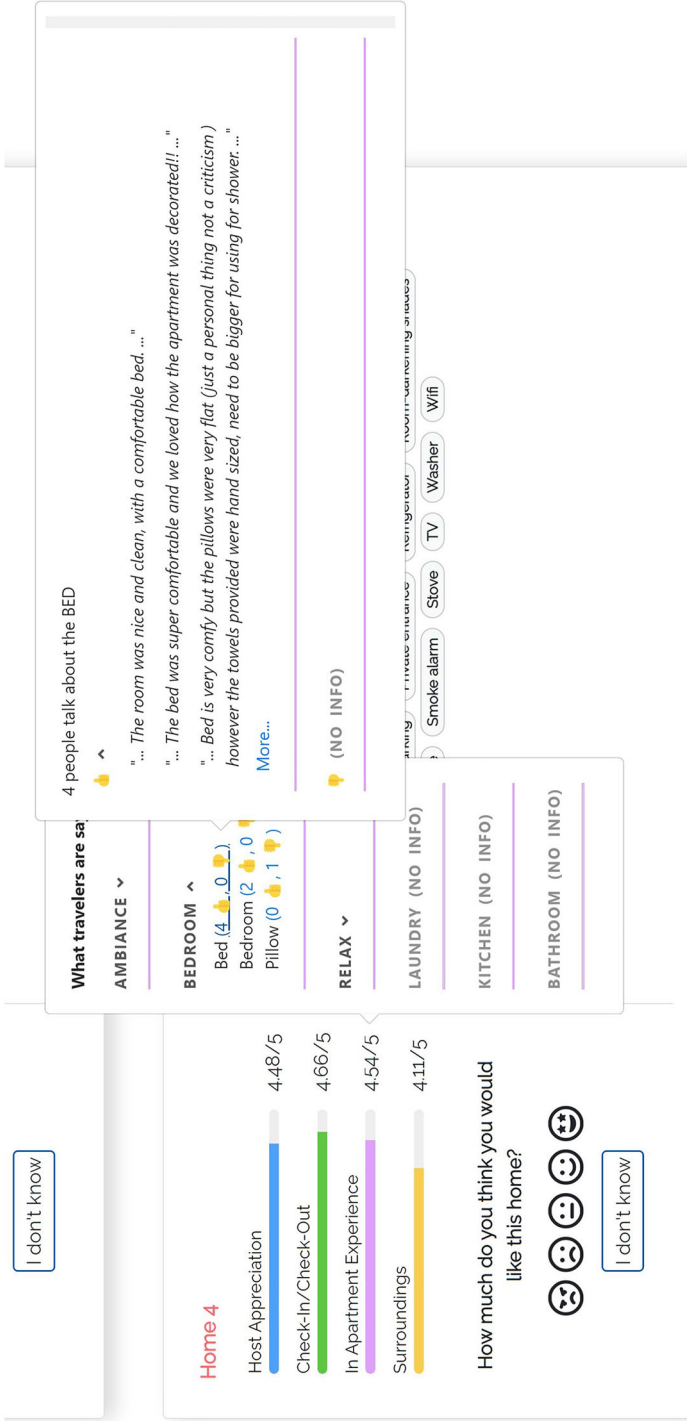 I don't know
Home 4
Host Appreciation
4.48/5
Check-In/Check-Out
4.66/5
In Apartment Experience
4.54/5
Surroundings
4.11/5
How much do you think you would
like this home?
I don't know
What travelers are
AMBIANCE
BEDROOM
Bed (4 👍, 0 👎)
Bedroom (2 👍, 0
Pillow (0 👍, 1 👎)
RELAX
LAUNDRY (NO INFO)
KITCHEN (NO INFO)
BATHROOM (NO INFO)
4 people talk about the BED
👍
"... The room was nice and clean, with a comfortable bed. ..."
"... The bed was super comfortable and we loved how the apartment was decorated!! ..."
"... Bed is very comfy but the pillows were very flat (just a personal thing not a criticism )
however the towels provided were hand sized, need to be bigger for using for shower. ..."
More...
👎 (NO INFO)
Private entrance
Refrigerator
Room-darkening shades
Smoke alarm
Stove
TV
Washer
Wifi